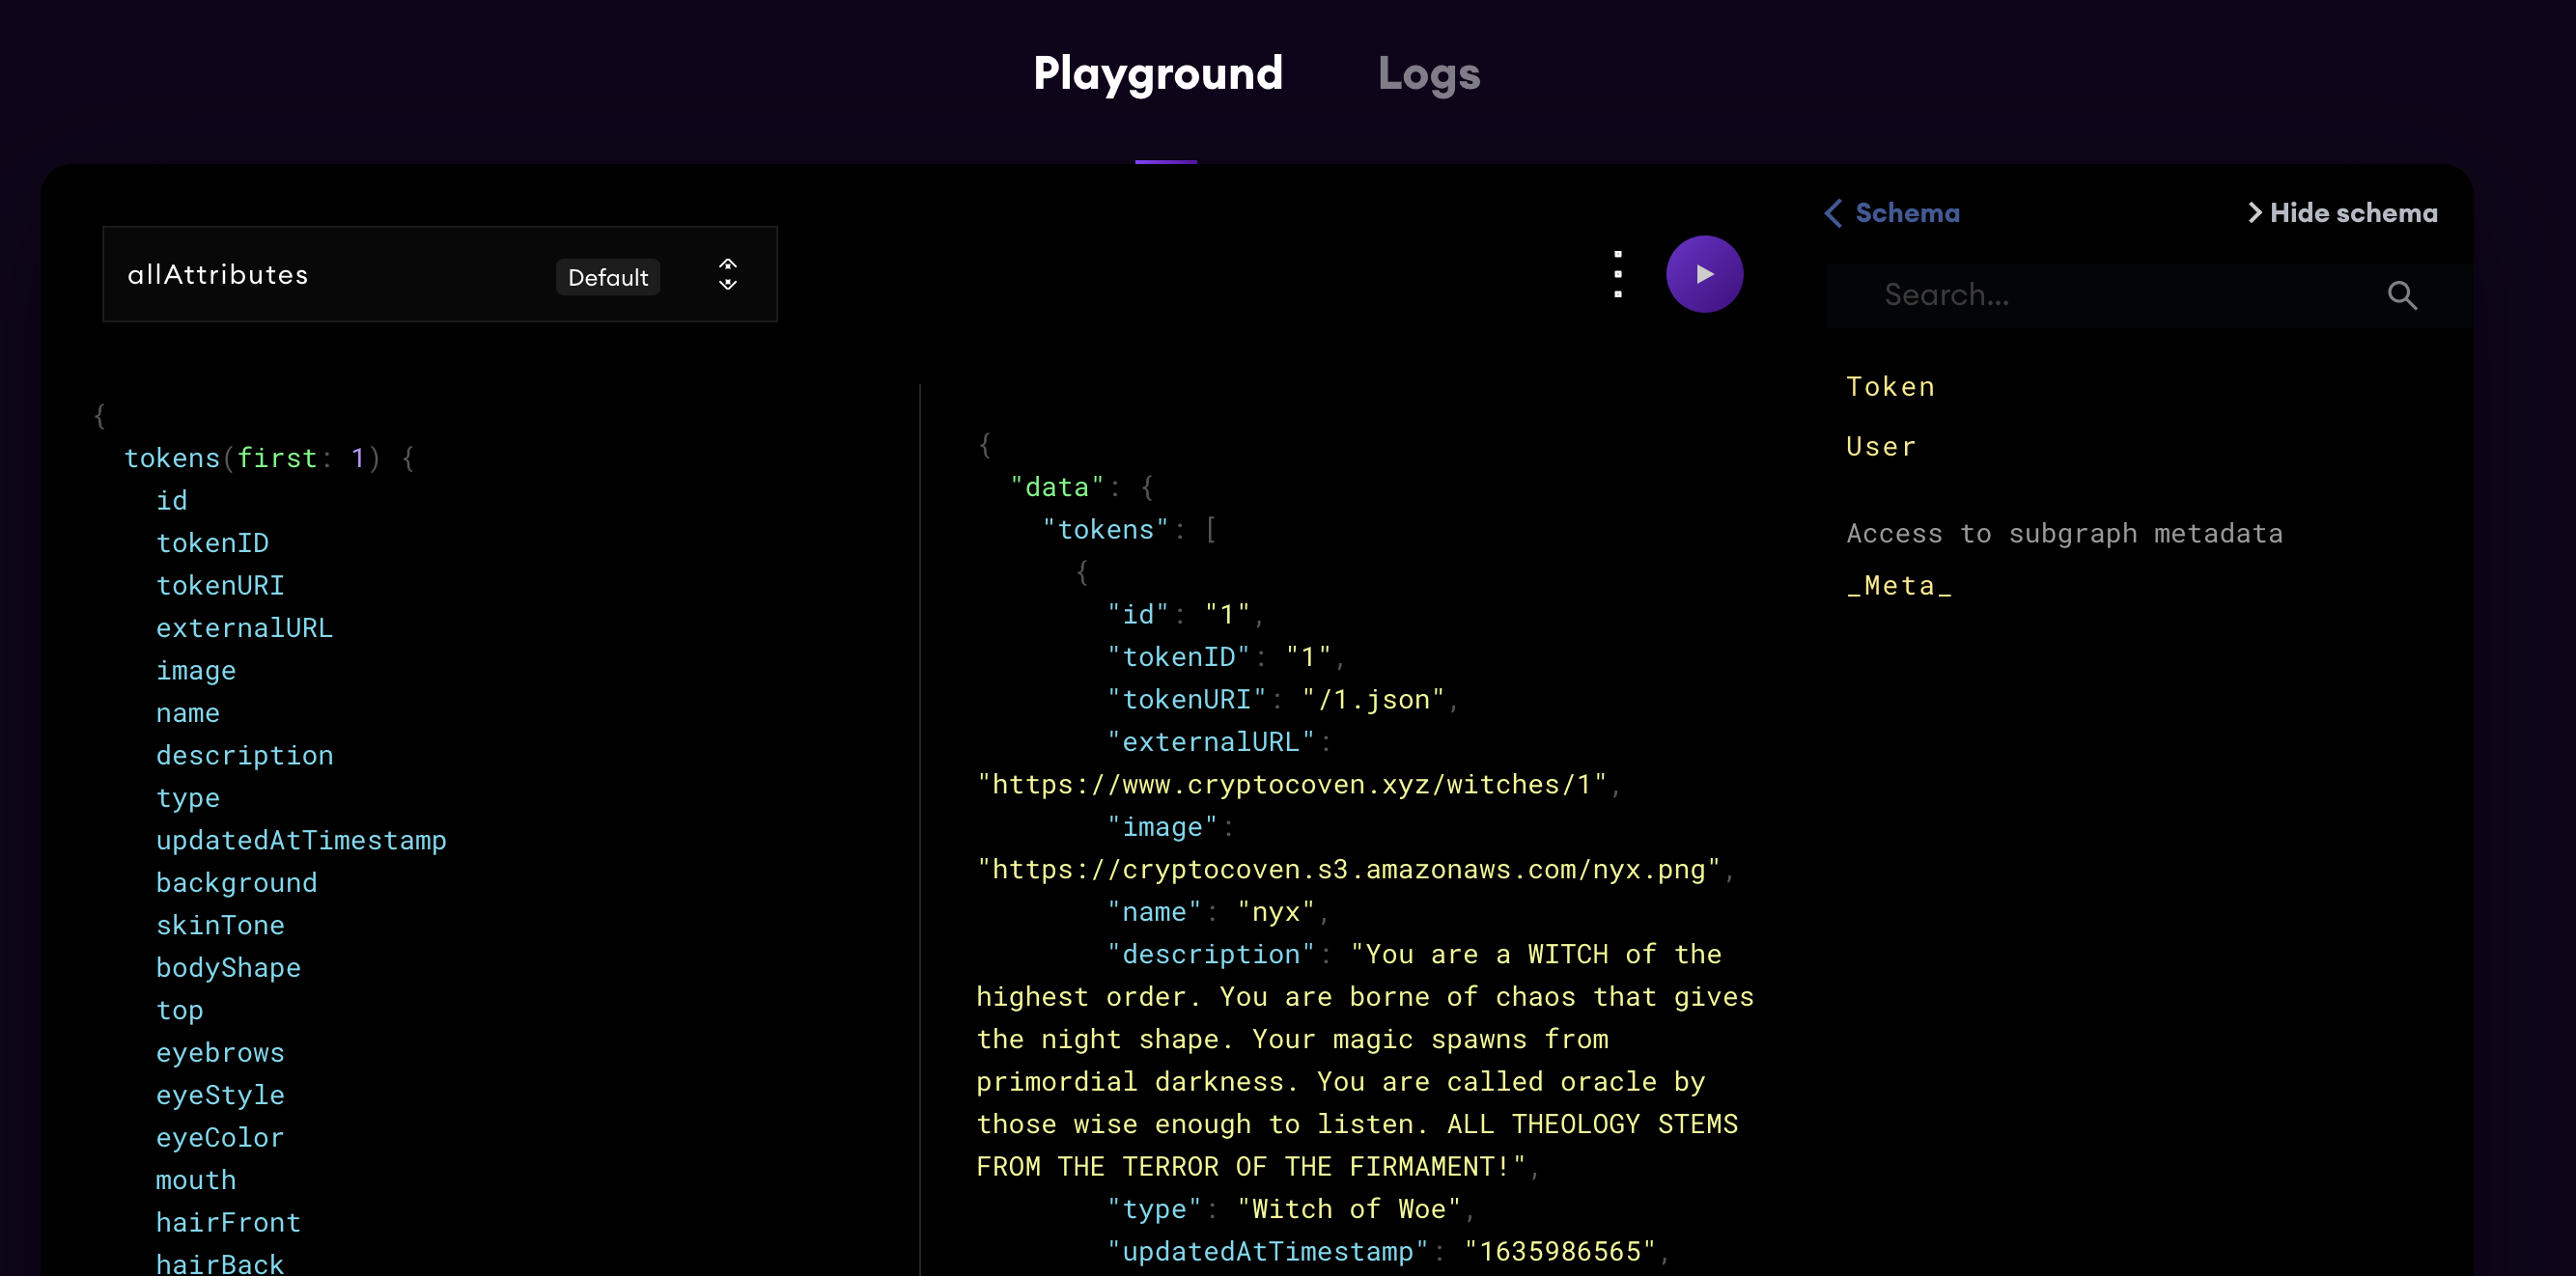 Playground Logs
allAttributes Default
{
tokens(first: 1) {
id
tokenID
tokenURI
externalURL
image
name
description
type
updatedAtTimestamp
background
skinTone
bodyShape
top
eyebrows
eyeStyle
eyeColor
mouth
hairFront
hairBack
{
"data": {
"tokens": [
{
"id": "1",
"tokenID": "1",
"tokenURI": "/1.json",
"externalURL":
"https://www.cryptocoven.xyz/witches/1",
"image":
"https://cryptocoven.s3.amazonaws.com/nyx.png",
"name": "nyx",
"description": "You are a WITCH of the
highest order. You are borne of chaos that gives
the night shape. Your magic spawns from
primordial darkness. You are called oracle by
those wise enough to listen. ALL THEOLOGY STEMS
FROM THE TERROR OF THE FIRMAMENT!",
"type": "Witch of Woe",
"updatedAtTimestamp": "1635986565",
Schema Hide schema
Search...
Token
User
Access to subgraph metadata
_Meta_